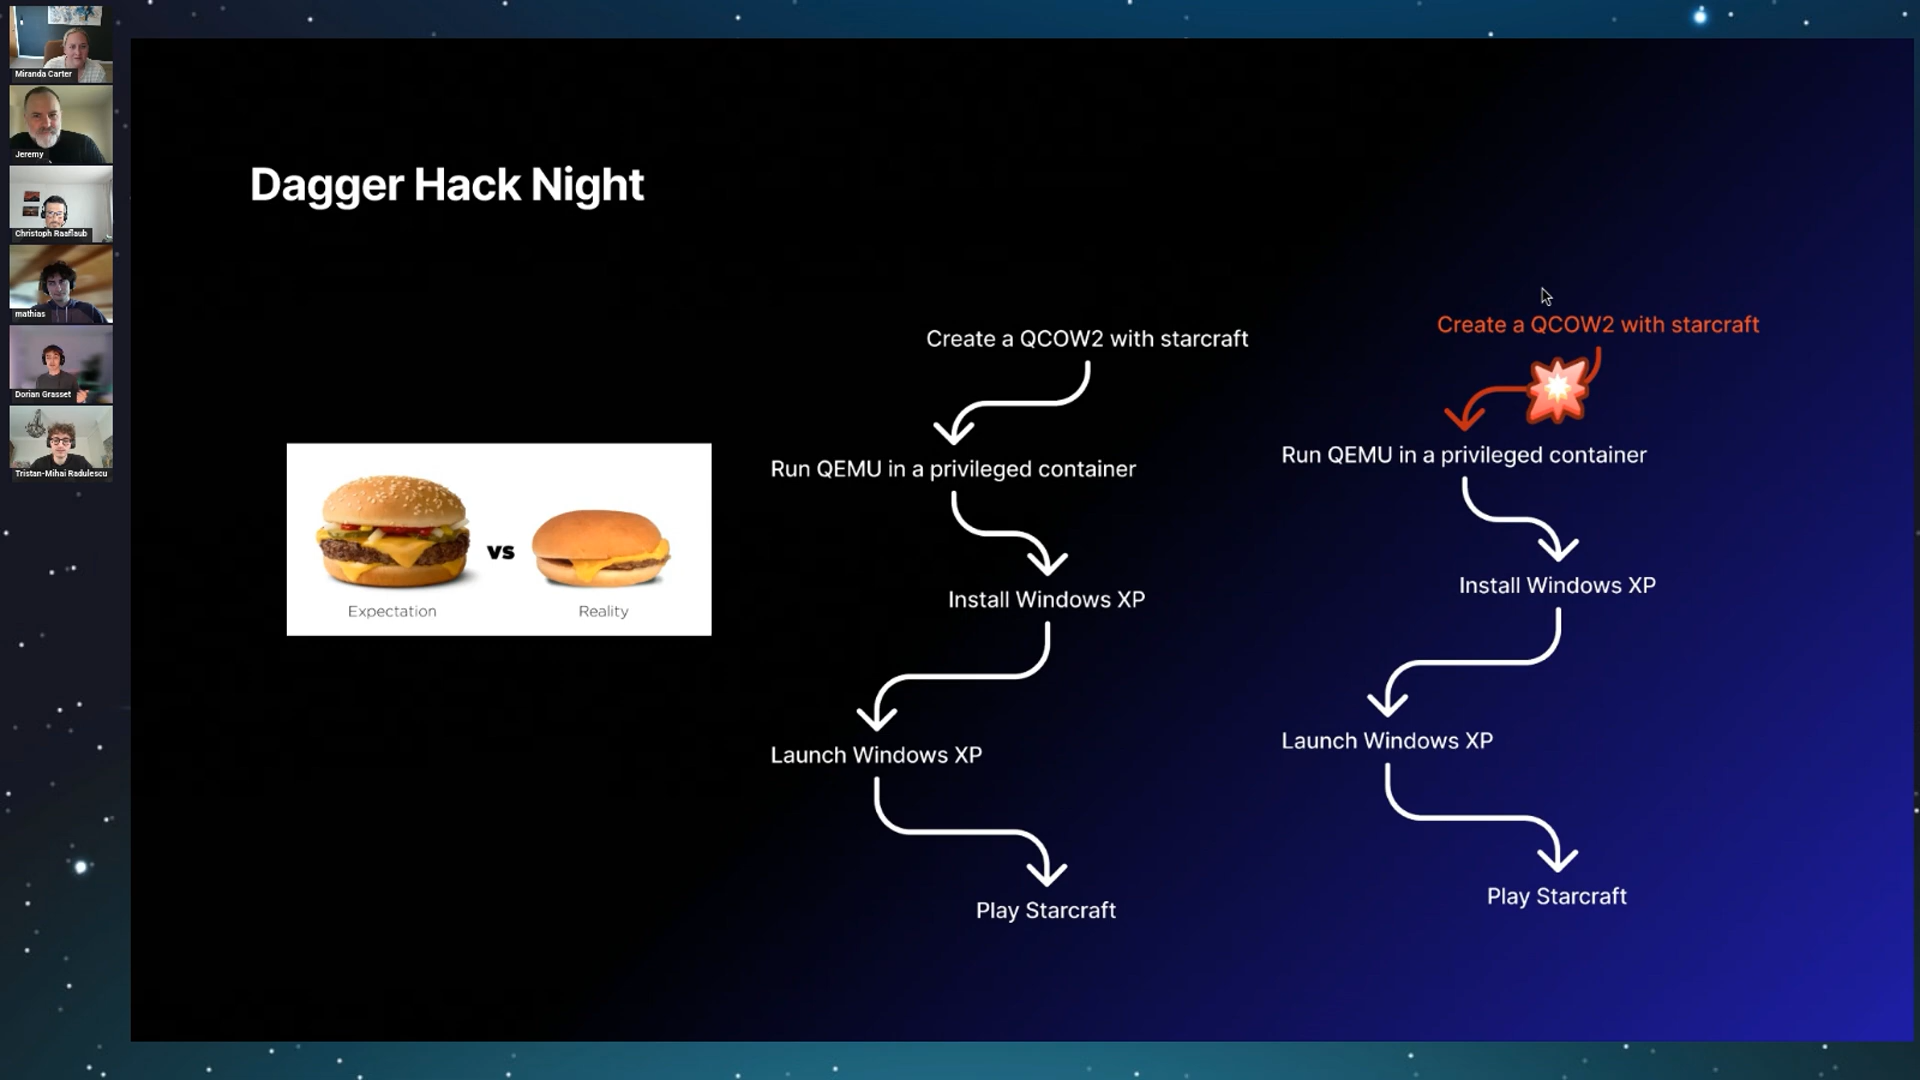 Miranda Carter
Jeremy
Christoph Raaflaub
mathias
Dorian Grasset
Tristan-Mihai Radulescu
Dagger Hack Night
vs
Expectation
Reality
Create a QCOW2 with starcraft
Run QEMU in a privileged container
Install Windows XP
Launch Windows XP
Play Starcraft
Create a QCOW2 with starcraft
Run QEMU in a privileged container
Install Windows XP
Launch Windows XP
Play Starcraft